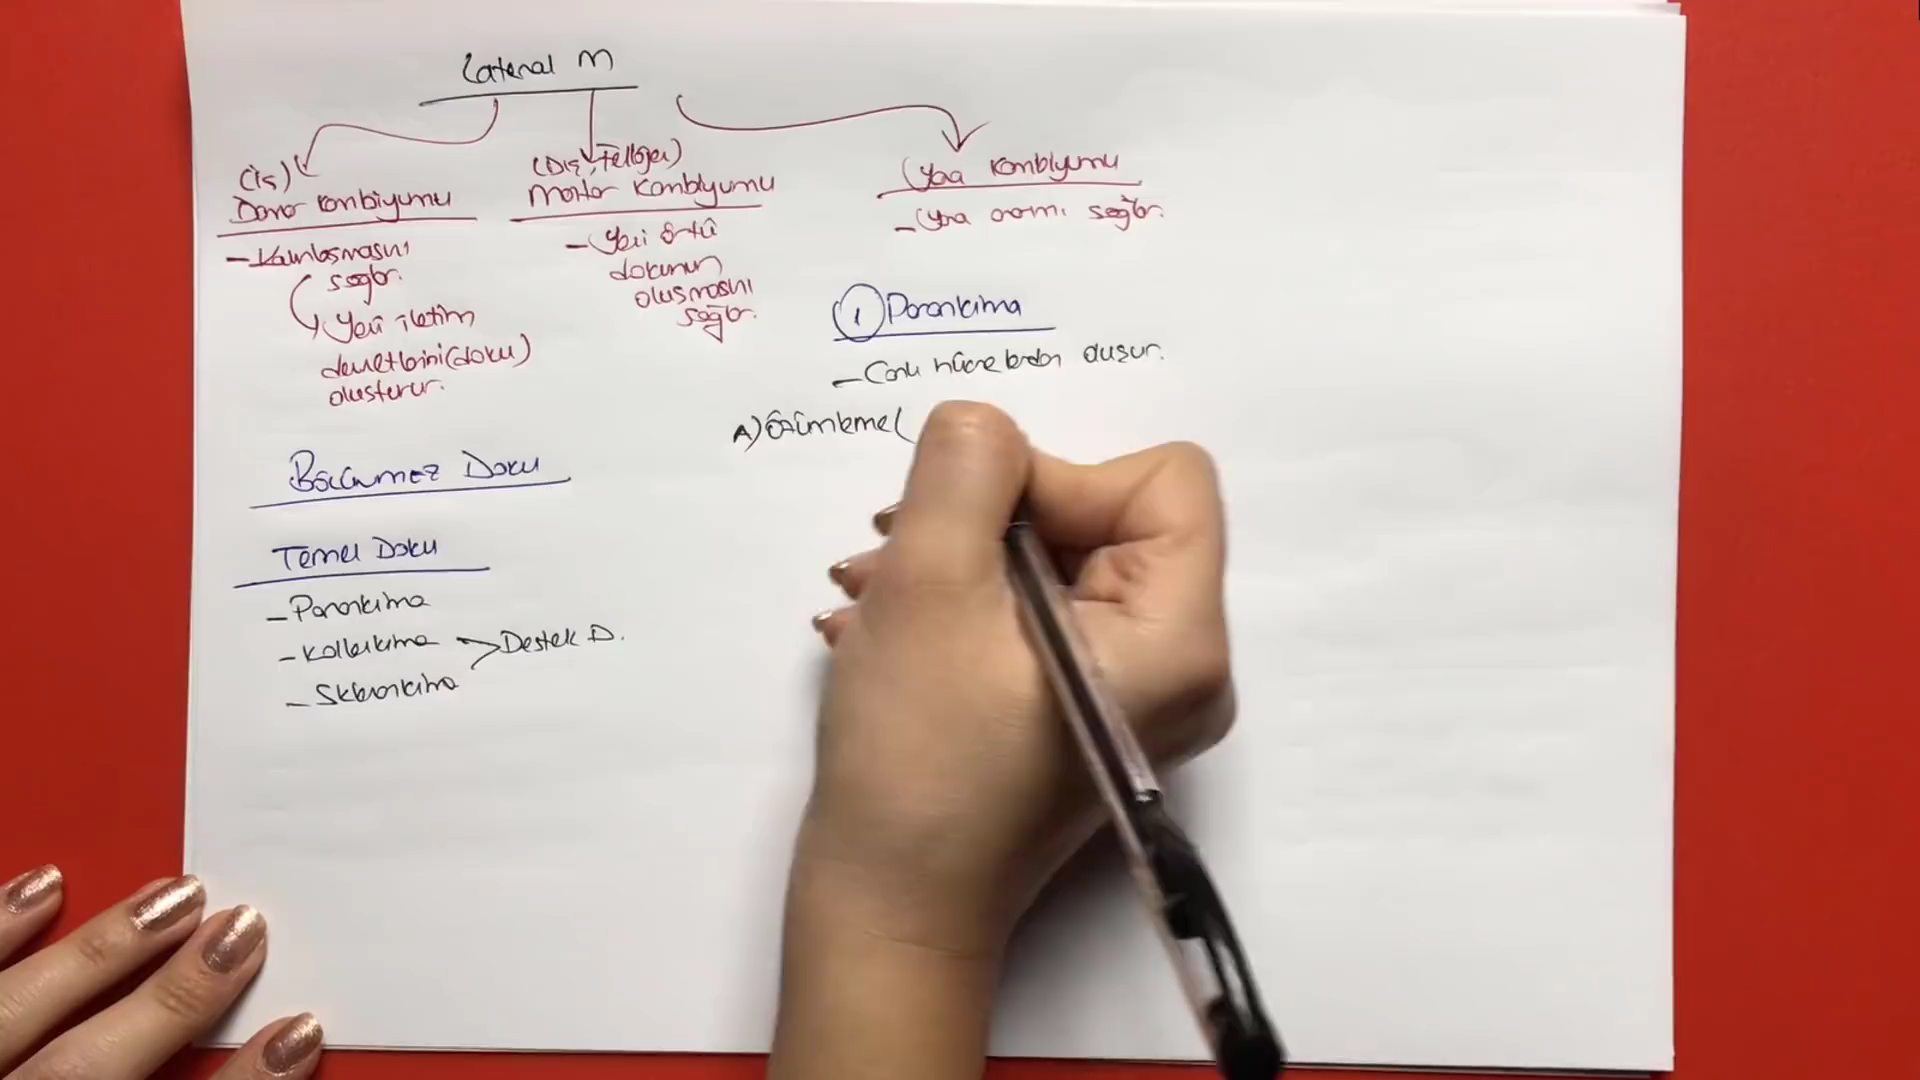 Lateral M
(İç)
Damar kambiyumu
- Kalınlaşmasını
sağlar.
Yeni iletim
demetlerini (doku)
oluşturur.
(Dış, Fellojen)
Mantar Kambiyumu
- Yeni örtü
dokunun
oluşmasını
sağlar.
Yara Kambiyumu
- Yara onarımı sağlar.
Bölünmez Doku
Temel Doku
- Parankima
- Kollenkima
- Sklerankima
Destek D.
1 Parankima
- Canlı hücrelerden oluşur.
A) Özümleme (